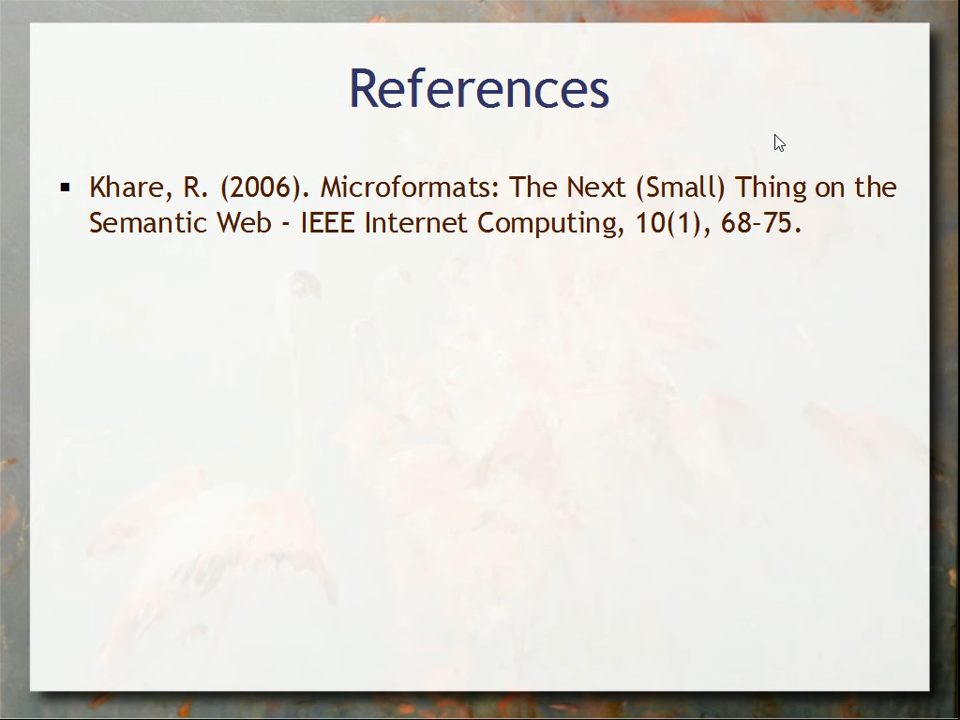 References
▪ Khare, R. (2006). Microformats: The Next (Small) Thing on the
Semantic Web - IEEE Internet Computing, 10(1), 68–75.